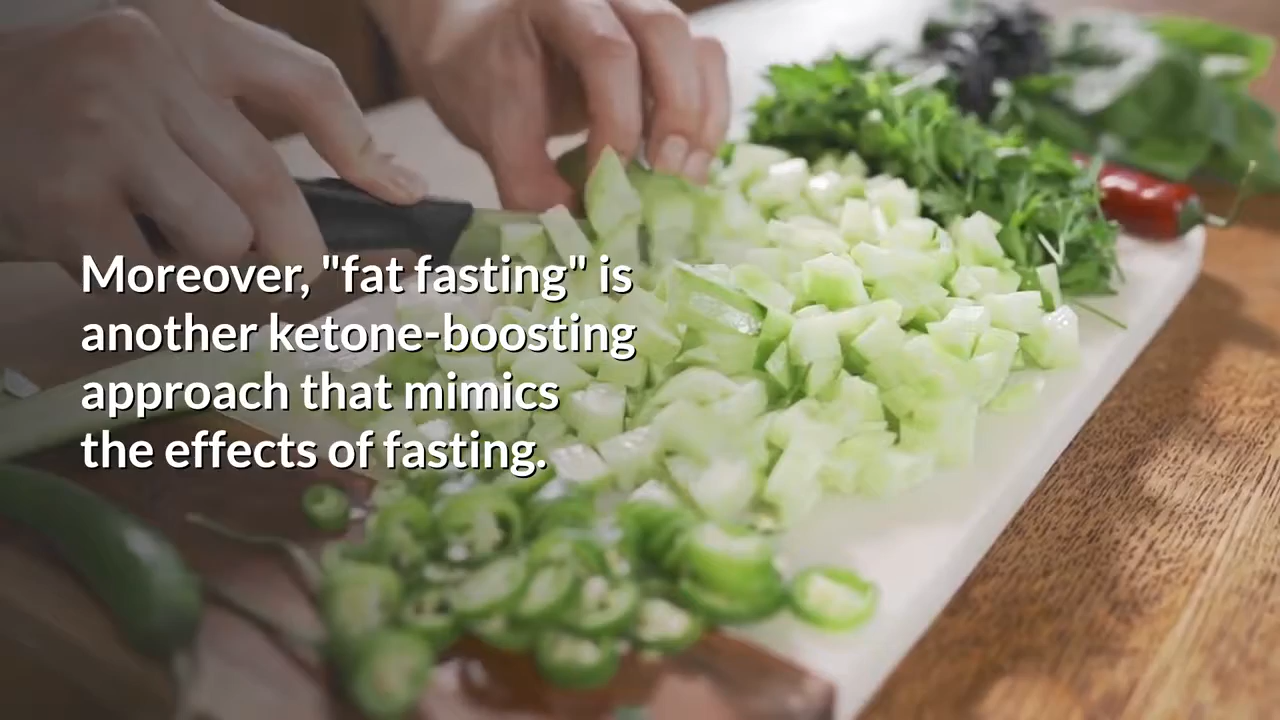 Moreover, "fat fasting" is
another ketone-boosting
approach that mimics
the effects of fasting.